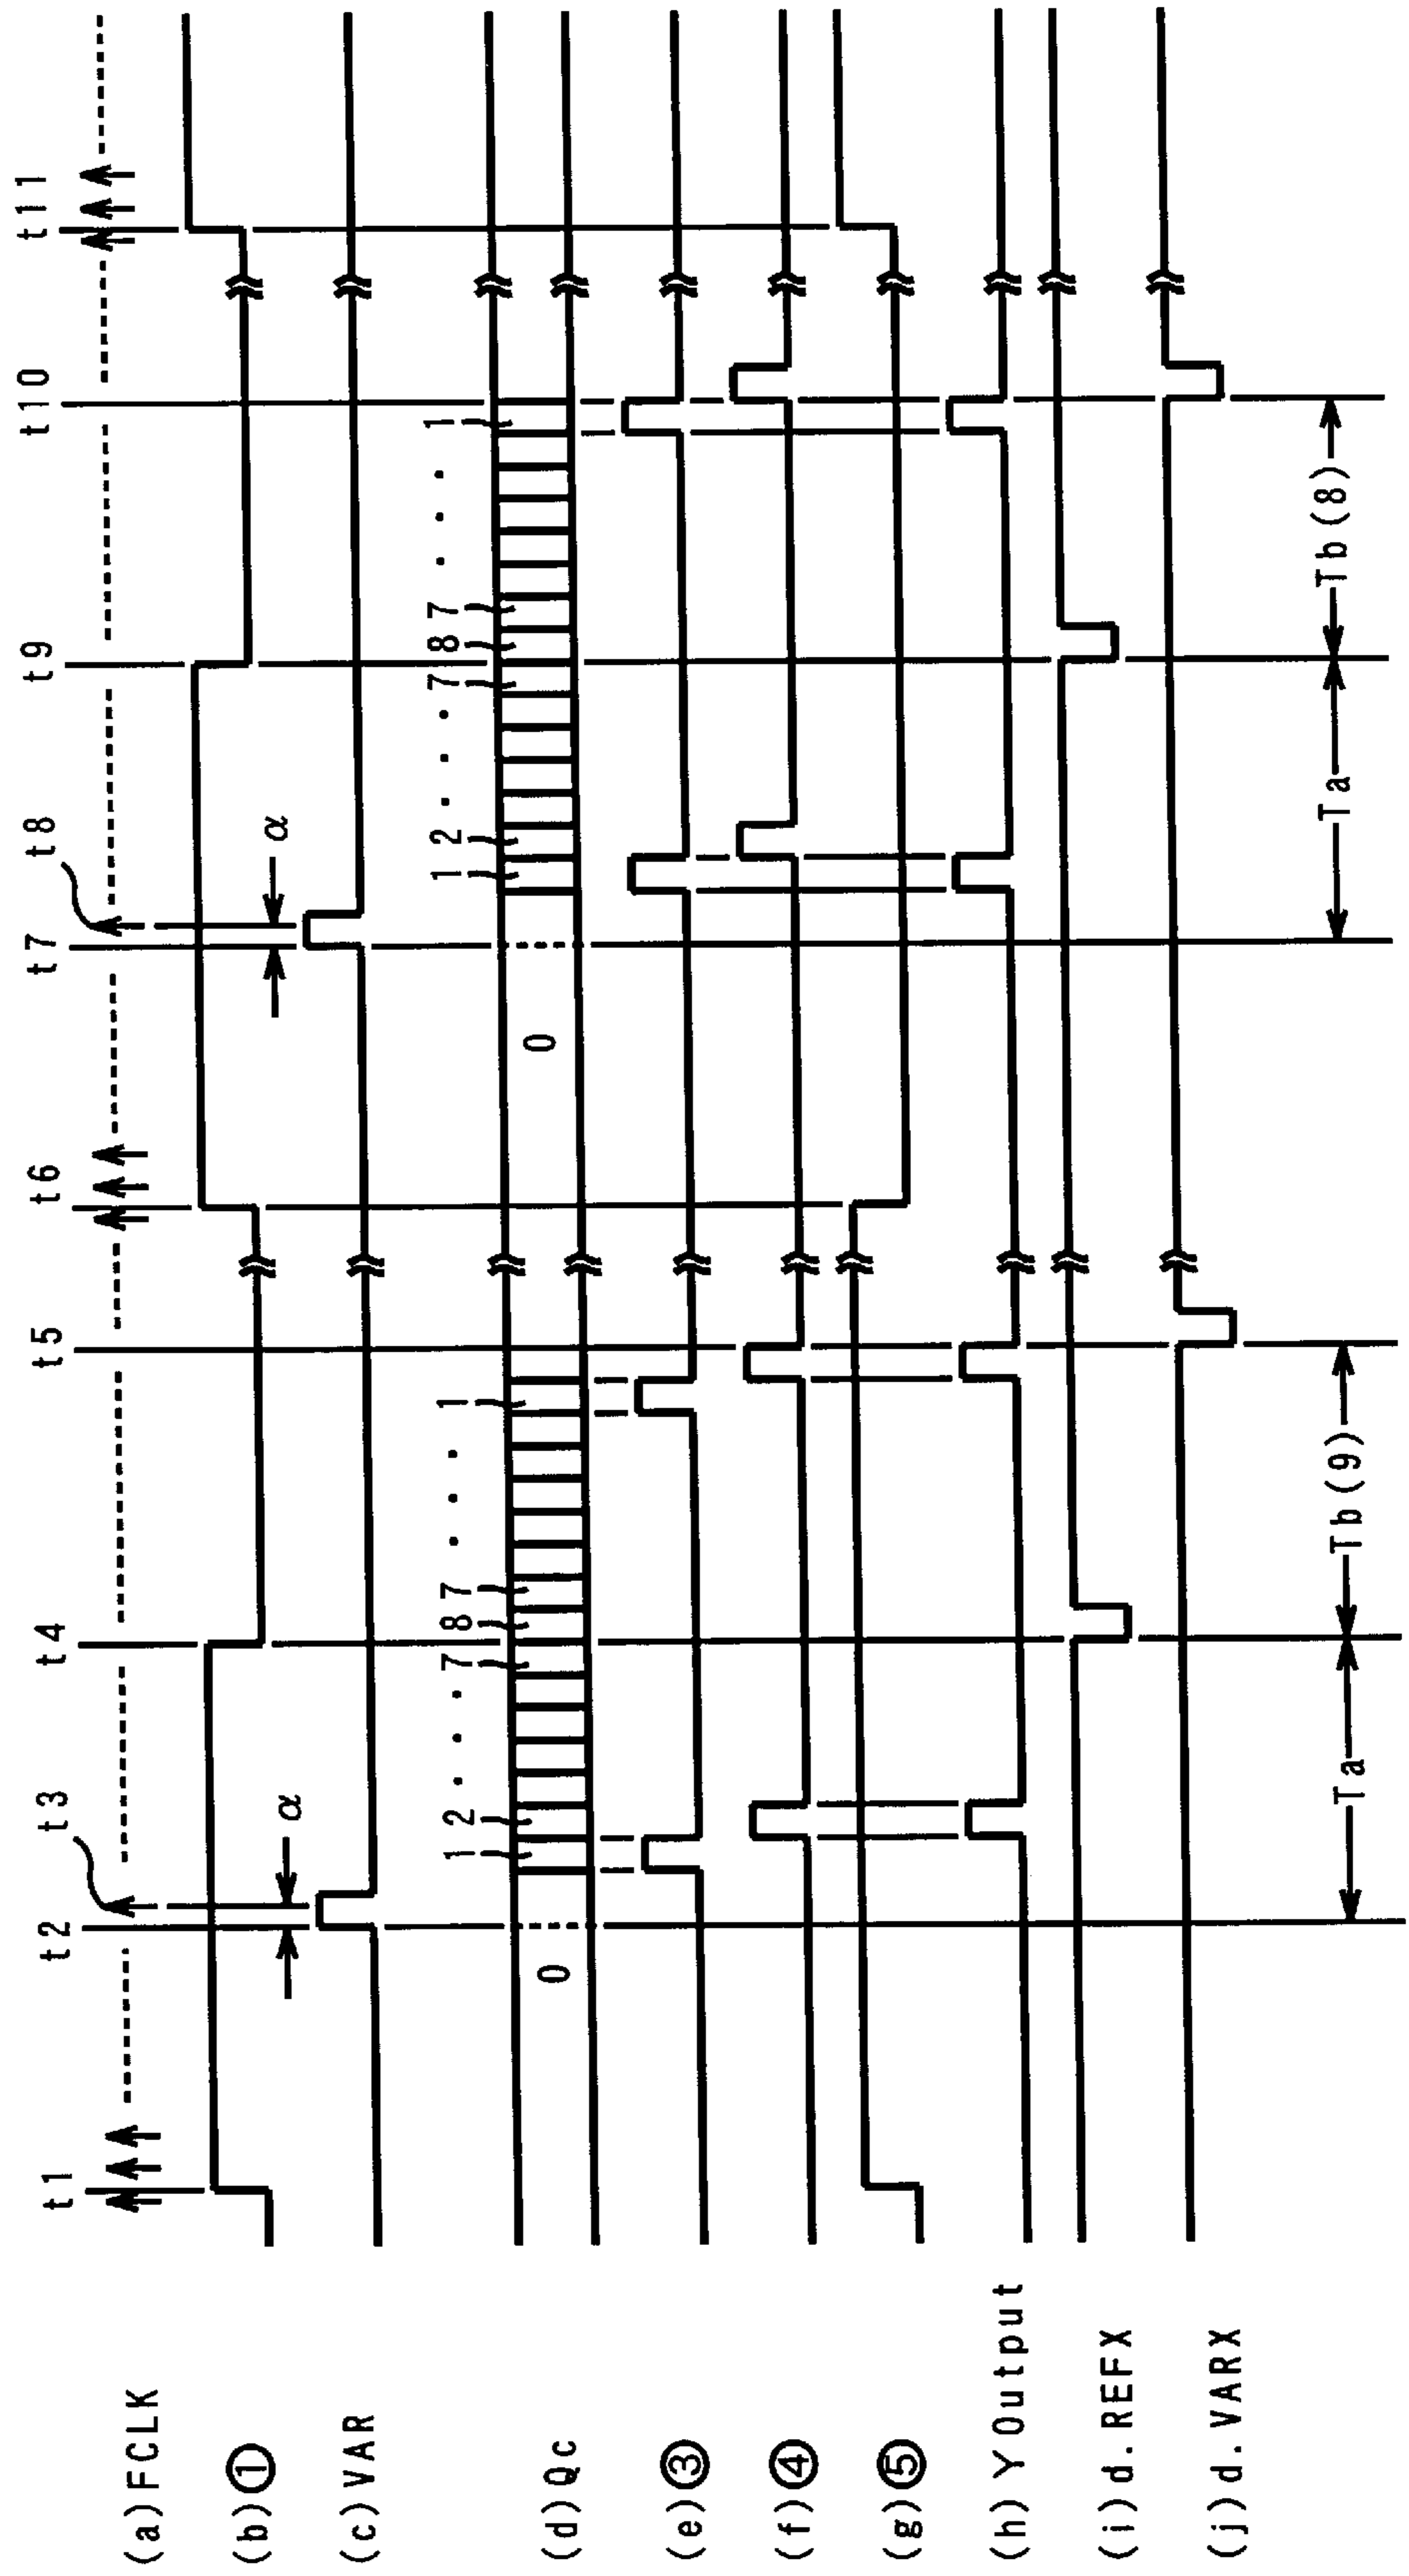 t1 t2 t3 t4 t5 t6 t7 t8 t9 t10 t11
(a) FCLK
(b) ①
α α
(c) VAR
1 2 · · · 7 8 7 · · · 1 1 2 · · · 7 8 7 · · · 1
(d) Qc 0 0
(e) ③
(f) ④
(g) ⑤
(h) Y Output
(i) d.REFX
(j) d.VARX
Ta Tb(9) Ta Tb(8)